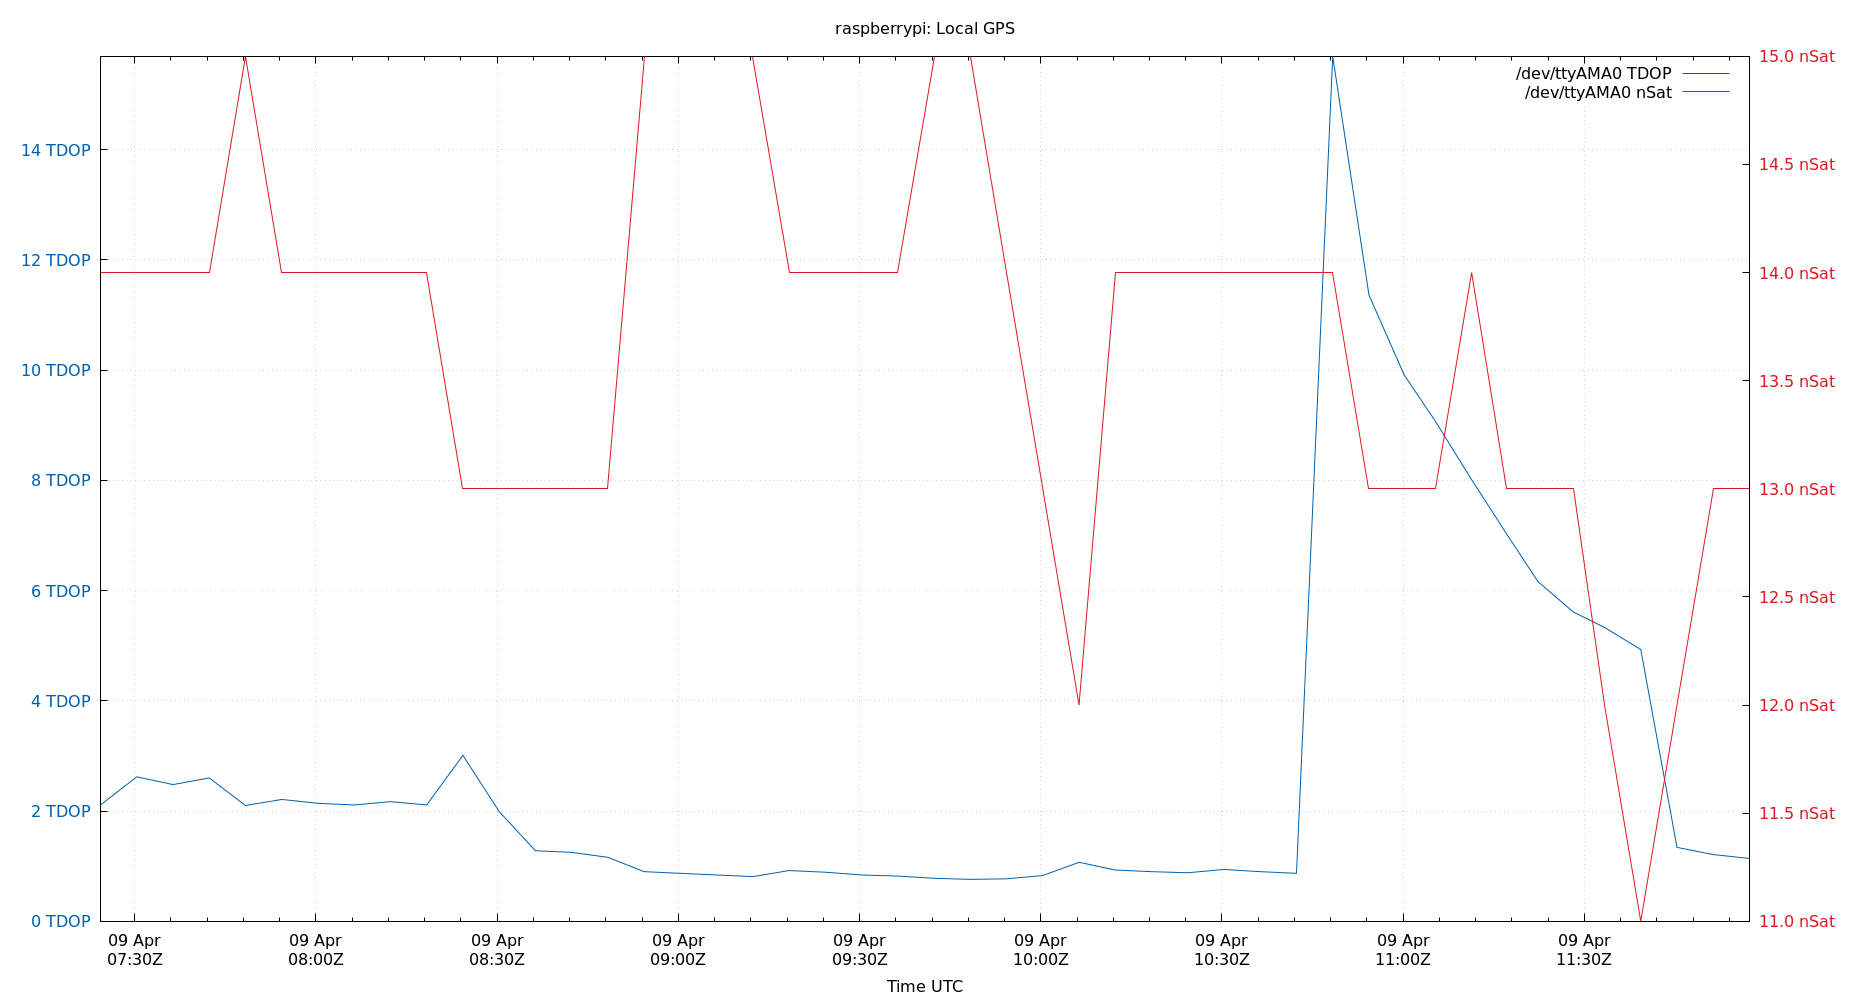 raspberrypi: Local GPS
/dev/ttyAMA0 TDOP
/dev/ttyAMA0 nSat
14 TDOP
12 TDOP
10 TDOP
8 TDOP
6 TDOP
4 TDOP
2 TDOP
0 TDOP
15.0 nSat
14.5 nSat
14.0 nSat
13.5 nSat
13.0 nSat
12.5 nSat
12.0 nSat
11.5 nSat
11.0 nSat
09 Apr 09 Apr 09 Apr 09 Apr 09 Apr 09 Apr 09 Apr 09 Apr 09 Apr
07:30Z 08:00Z 08:30Z 09:00Z 09:30Z 10:00Z 10:30Z 11:00Z 11:30Z
Time UTC